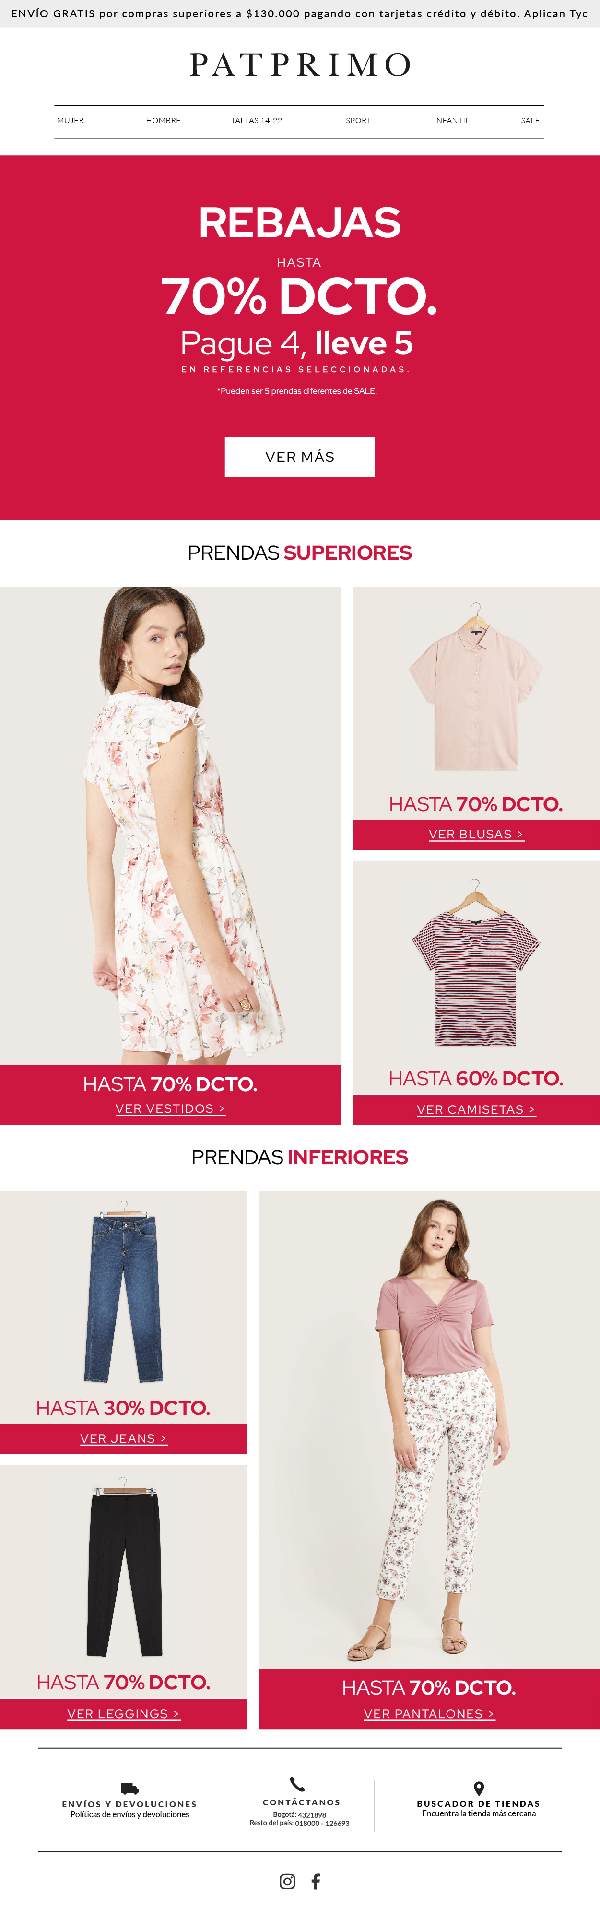 ENVÍO GRATIS por compras superiores a $130.000 pagando con tarjetas crédito y débito. Aplican Tyc
PATPRIMO
MUJER HOMBRE TALLAS 14-22 SPORT INFANTIL SALE
REBAJAS
HASTA
70% DCTO.
Pague 4, lleve 5
EN REFERENCIAS SELECCIONADAS.
*Pueden ser 5 prendas diferentes de SALE
VER MÁS
PRENDAS SUPERIORES
HASTA 70% DCTO.
VER BLUSAS >
HASTA 60% DCTO.
VER CAMISETAS >
HASTA 70% DCTO.
VER VESTIDOS >
PRENDAS INFERIORES
HASTA 30% DCTO.
VER JEANS >
HASTA 70% DCTO.
VER LEGGINGS >
HASTA 70% DCTO.
VER PANTALONES >
ENVÍOS Y DEVOLUCIONES
Políticas de envíos y devoluciones
CONTÁCTANOS
Bogotá: 4321898
Resto del país: 018000 - 126693
BUSCADOR DE TIENDAS
Encuentra la tienda más cercana